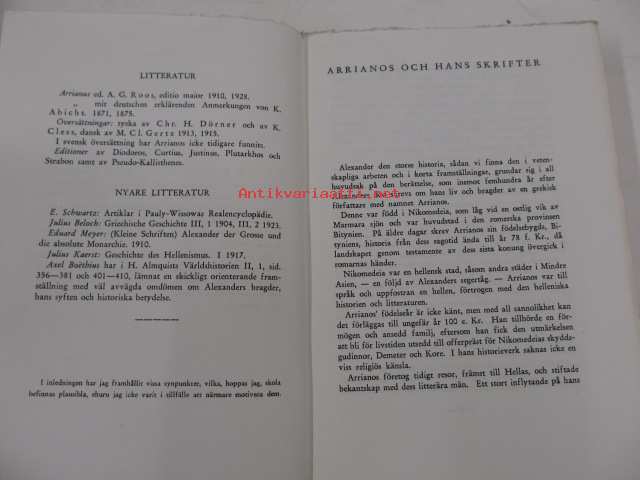 LITTERATUR
Arrianos ed. A. G. Roos, editio maior 1910, 1928.
„ mit deutschen erklärenden Anmerkungen von K.
Abicht. 1871, 1875.
Översättningar: tyska av Chr. H. Dörner och av K.
Cless, dansk av M. Cl. Gertz 1913, 1915.
I svensk översättning har Arrianos icke tidigare funnits.
Editioner av Diodoros, Curtius, Justinus, Plutarkhos och
Strabon samt av Pseudo-Kallisthenes.
NYARE LITTERATUR
E. Schwartz: Artiklar i Pauly-Wissowas Realencyclopädie.
Julius Beloch: Griechische Geschichte III, 1 1904, III, 2 1923.
Eduard Meyer: (Kleine Schriften) Alexander der Grosse und
die absolute Monarchie. 1910.
Julius Kaerst: Geschichte des Hellenismus. I 1917.
Axel Boëthius har i H. Almquists Världshistorien II, 1, sid.
356—381 och 401—410, lämnat en skickligt orienterande fram-
ställning med väl avvägda omdömen om Alexanders bragder,
hans syften och historiska betydelse.
I inledningen har jag framhållit vissa synpunkter, vilka, hoppas jag, skola
befinnas plausibla, ehuru jag icke varit i tillfälle att närmare motivera dem.
ARRIANOS OCH HANS SKRIFTER
Alexander den stores historia, sådan vi finna den i veten-
skapliga arbeten och i korta framställningar, grundar sig i all
huvudsak på den berättelse, som inemot femhundra år efter
Alexanders död skrevs om hans liv och bragder av en grekisk
författare med namnet Arrianos.
Denne var född i Nikomedeia, som låg vid en östlig vik av
Marmara sjön och var huvudstad i den romerska provinsen
Bitynien. På äldre dagar skrev Arrianos sin födelsebygds, Bi-
tyniens, historia från dess sagotid ända till år 78 f. Kr., då
landskapet genom testamente av dess sista konung övergick i
romarnas händer.
Nikomedeia var en hellensk stad, såsom andra städer i Mindre
Asien, — en följd av Alexanders segertåg. — Arrianos var till
språk och uppfostran en hellen, förtrogen med den helleniska
historien och litteraturen.
Arrianos' födelseår är icke känt, men med all sannolikhet kan
det förläggas till ungefär år 100 e. Kr. Han tillhörde en för-
mögen och ansedd familj, eftersom han fick den utmärkelsen
att bli för livstiden utsedd till offerpräst för Nikomedeias skydds-
gudinnor, Demeter och Kore. I hans historieverk saknas icke en
viss religiös känsla.
Arrianos företog tidigt resor, främst till Hellas, och stiftade
bekantskap med dess litterära män. Ett stort inflytande på hans
Antikvariaatti.net